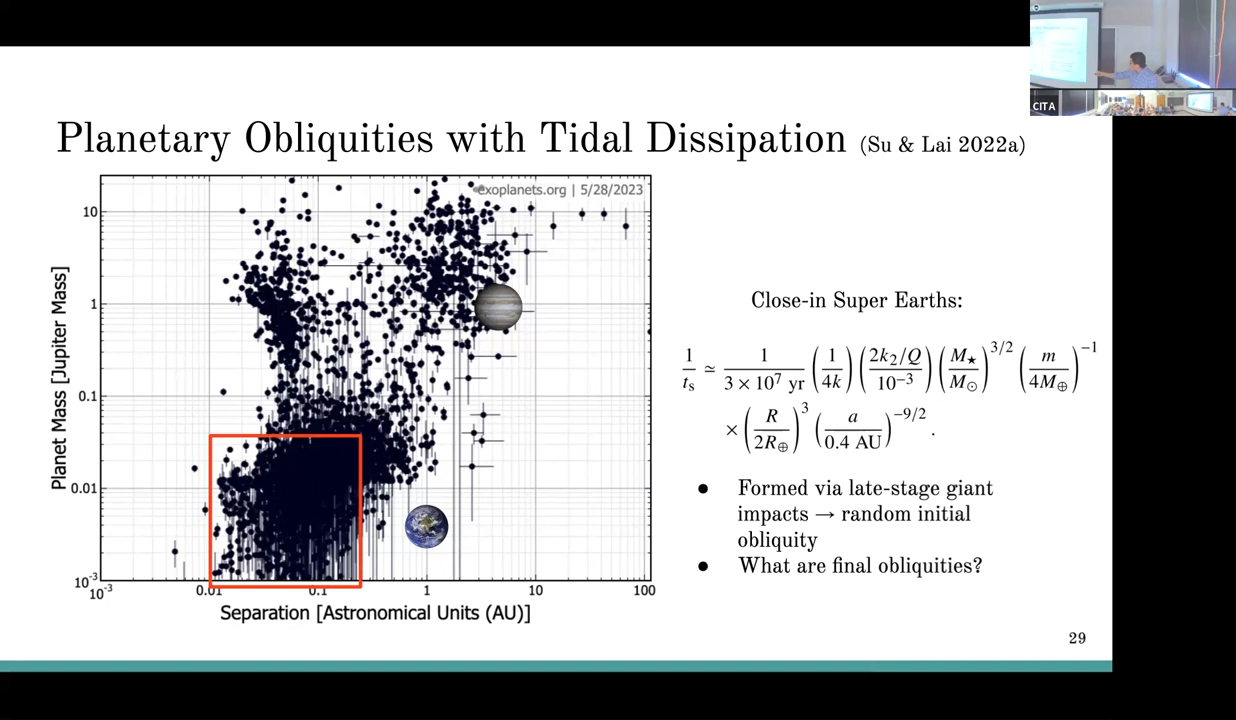 CITA
Planetary Obliquities with Tidal Dissipation (Su & Lai 2022a)
exoplanets.org | 5/28/2023
Planet Mass [Jupiter Mass]
10
1
0.1
0.01
10⁻³
10⁻³
0.01
0.1
1
10
100
Separation [Astronomical Units (AU)]
Close-in Super Earths:
1/tₛ ≃ 1/(3 × 10⁷ yr) (1/4k) (2k₂/Q / 10⁻³) (M⋆/M⊙)^3/2 (m/4M⊕)^−1
× (R/2R⊕)^3 (a/0.4 AU)^−9/2 .
● Formed via late-stage giant
impacts → random initial
obliquity
● What are final obliquities?
29